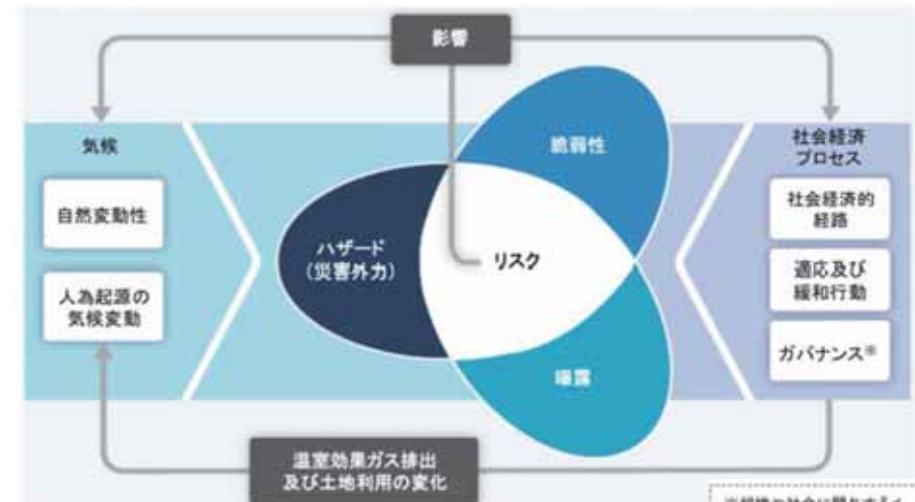 影響
気候
自然変動性
人為起源の
気候変動
ハザード
(災害外力)
脆弱性
リスク
曝露
社会経済
プロセス
社会経済的
経路
適応及び
緩和行動
ガバナンス※
温室効果ガス排出
及び土地利用の変化